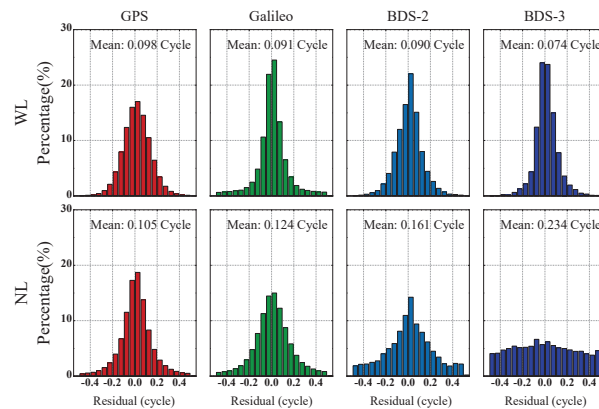 GPS Galileo BDS-2 BDS-3
30 Mean: 0.098 Cycle Mean: 0.091 Cycle Mean: 0.090 Cycle Mean: 0.074 Cycle
WL
Percentage(%)
20
10
0
30 Mean: 0.105 Cycle Mean: 0.124 Cycle Mean: 0.161 Cycle Mean: 0.234 Cycle
NL
Percentage(%)
20
10
0
-0.4 -0.2 0.0 0.2 0.4 -0.4 -0.2 0.0 0.2 0.4 -0.4 -0.2 0.0 0.2 0.4 -0.4 -0.2 0.0 0.2 0.4
Residual (cycle) Residual (cycle) Residual (cycle) Residual (cycle)